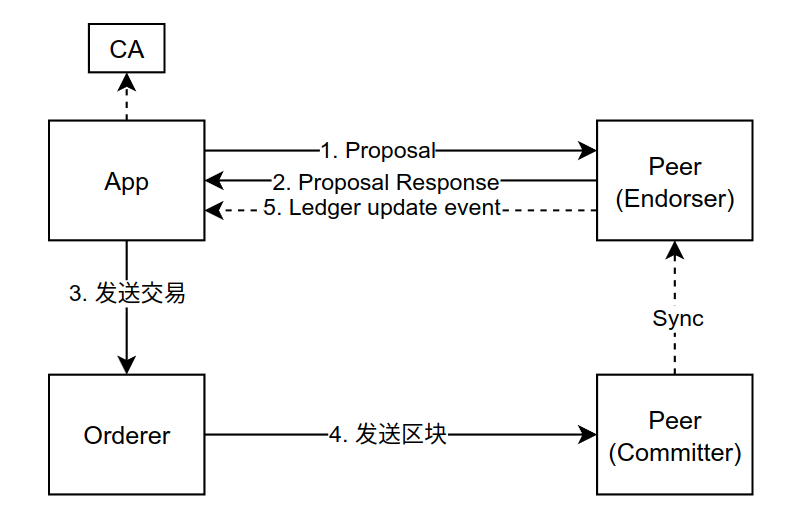 CA
App
1. Proposal
2. Proposal Response
5. Ledger update event
Peer
(Endorser)
3. 发送交易
Sync
Orderer
4. 发送区块
Peer
(Committer)